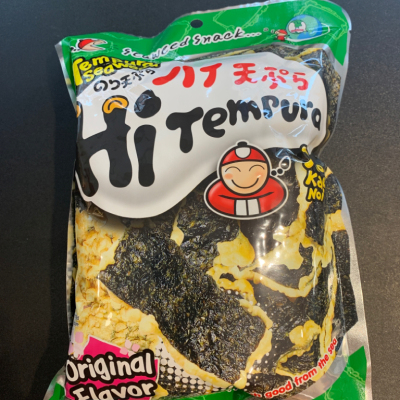 Seaweed Snack...
Tempura
Seaweed
のり天ぷら
ハイ天ぷら
Hi Tempura
Original
Flavor
good from the sea